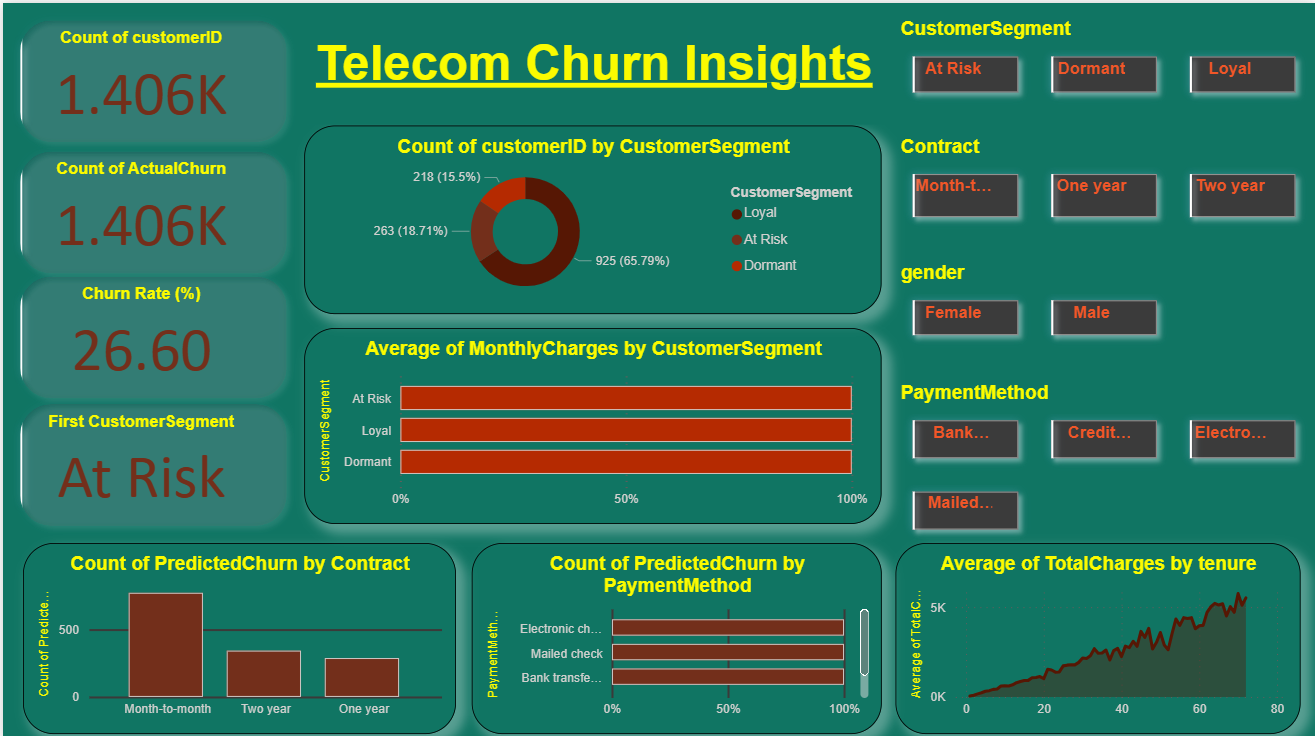 Telecom Churn Insights
Count of customerID
1.406K
Count of ActualChurn
1.406K
Churn Rate (%)
26.60
First CustomerSegment
At Risk
Count of customerID by CustomerSegment
218 (15.5%)
263 (18.71%)
925 (65.79%)
CustomerSegment
Loyal
At Risk
Dormant
Average of MonthlyCharges by CustomerSegment
CustomerSegment
At Risk
Loyal
Dormant
0% 50% 100%
CustomerSegment
At Risk Dormant Loyal
Contract
Month-t... One year Two year
gender
Female Male
PaymentMethod
Bank... Credit... Electro...
Mailed...
Count of PredictedChurn by Contract
Count of Predicte...
500
0
Month-to-month Two year One year
Count of PredictedChurn by
PaymentMethod
PaymentMeth...
Electronic ch...
Mailed check
Bank transfe...
0% 50% 100%
Average of TotalCharges by tenure
Average of TotalC...
5K
0K
0 20 40 60 80